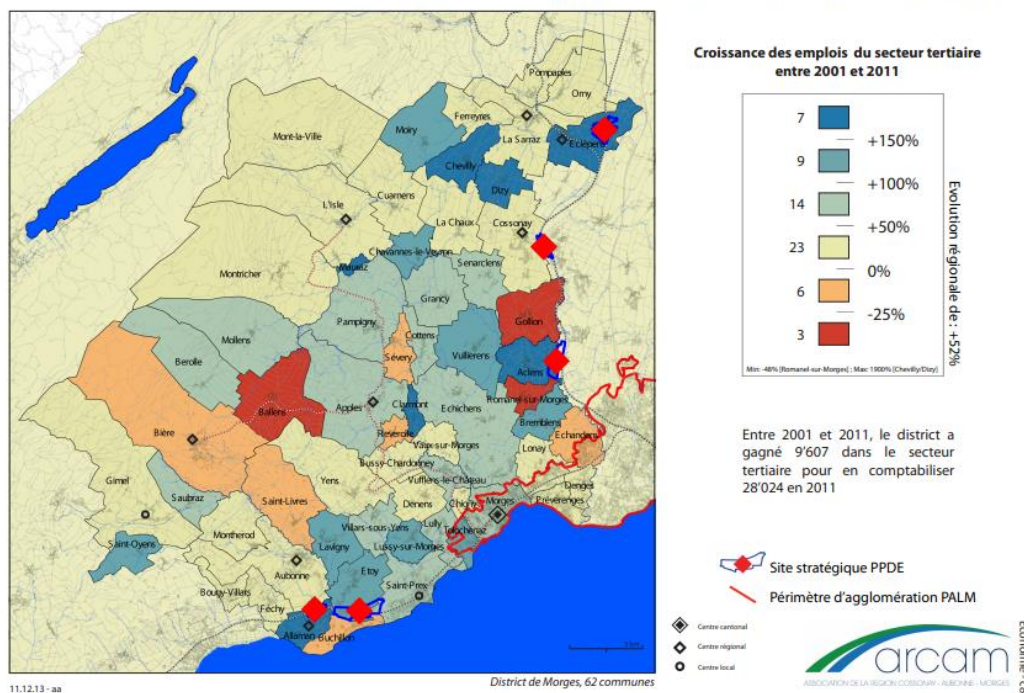 Croissance des emplois du secteur tertiaire
entre 2001 et 2011
7
+150%
9
+100%
14
+50%
23
0%
6
-25%
3
Evolution régionale de : +52%
Min: -48% [Romanel-sur-Morges] ; Max: 1900% [Chevilly/Dizy]
Entre 2001 et 2011, le district a
gagné 9'607 dans le secteur
tertiaire pour en comptabiliser
28'024 en 2011
Site stratégique PPDE
Périmètre d'agglomération PALM
Centre cantonal
Centre régional
Centre local
arcam
ASSOCIATION DE LA RÉGION COSSONAY - AUBONNE - MORGES
Pompaples
Orny
Ferreyres
Moiry
La Sarraz
Eclépens
Mont-la-Ville
Chevilly
Dizy
Cuarnens
L'Isle
La Chaux
Cossonay
Chavannes-le-Veyron
Mauraz
Senarclens
Montricher
Grancy
Gollion
Pampigny
Cottens
Mollens
Sévery
Vullierens
Berolle
Aclens
Romanel-sur-Morges
Ballens
Apples
Clarmont
Echichens
Bremblens
Bière
Reverolle
Echandens
Vaux-sur-Morges
Lonay
Bussy-Chardonney
Gimel
Yens
Vufflens-le-Château
Denges
Saubraz
Saint-Livres
Denens
Chigny
Morges
Préverenges
Villars-sous-Yens
Lully
Tolochenaz
Montherod
Saint-Oyens
Lavigny
Lussy-sur-Morges
Aubonne
Etoy
Saint-Prex
Bougy-Villars
Féchy
Allaman
Buchillon
District de Morges, 62 communes
11.12.13 - aa